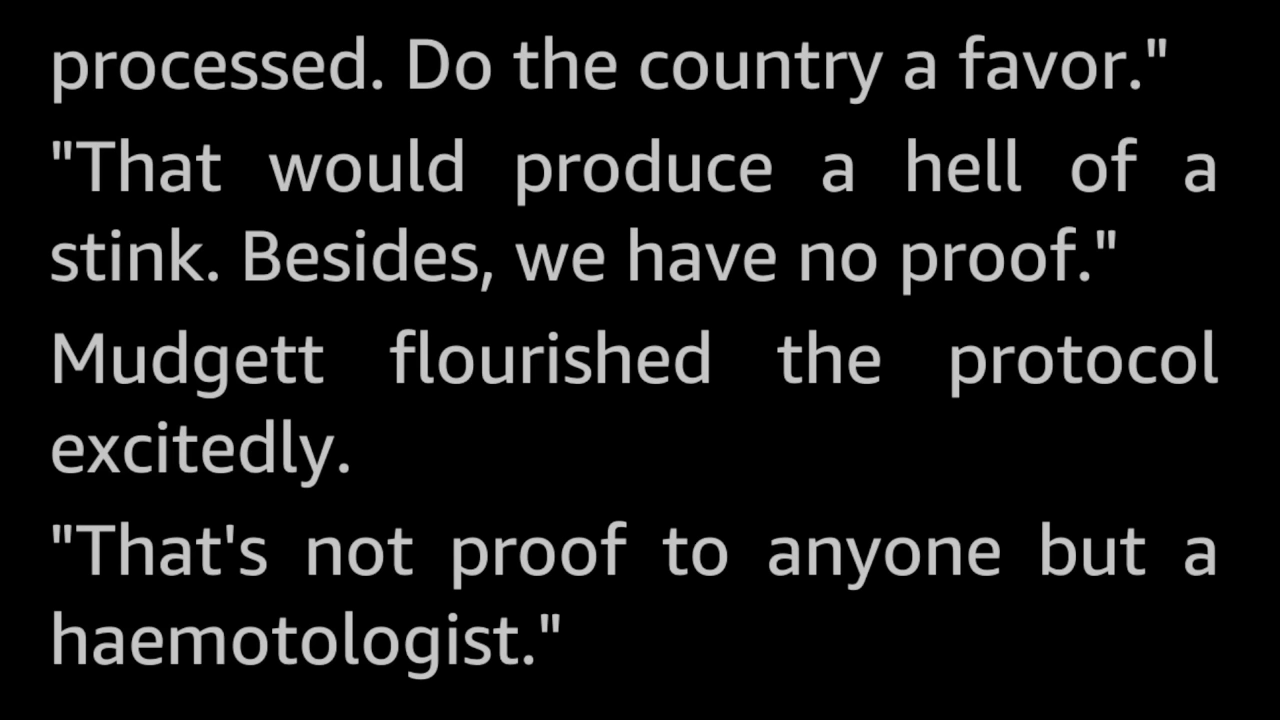 processed. Do the country a favor."
"That would produce a hell of a
stink. Besides, we have no proof."
Mudgett flourished the protocol
excitedly.
"That's not proof to anyone but a
haemotologist."